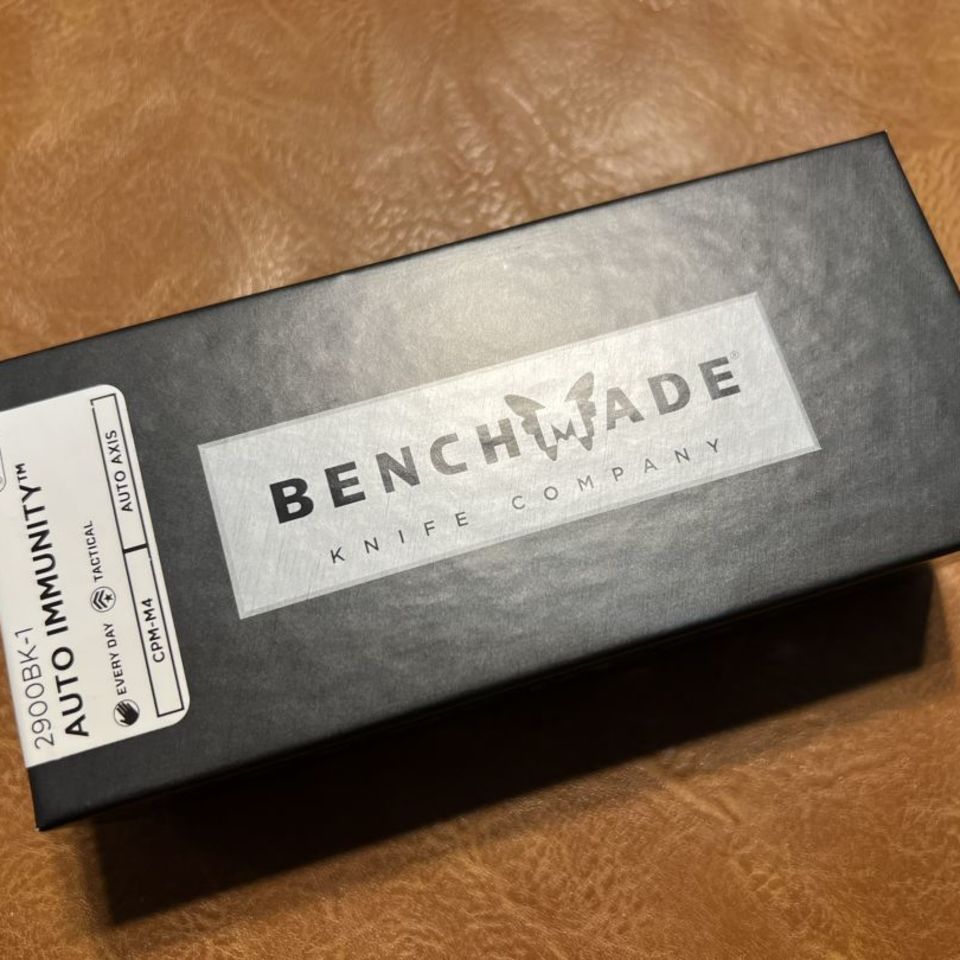 2900BK-1
AUTO IMMUNITY™
EVERY DAY TACTICAL
CPM-M4 AUTO AXIS
BENCHMADE®
KNIFE COMPANY